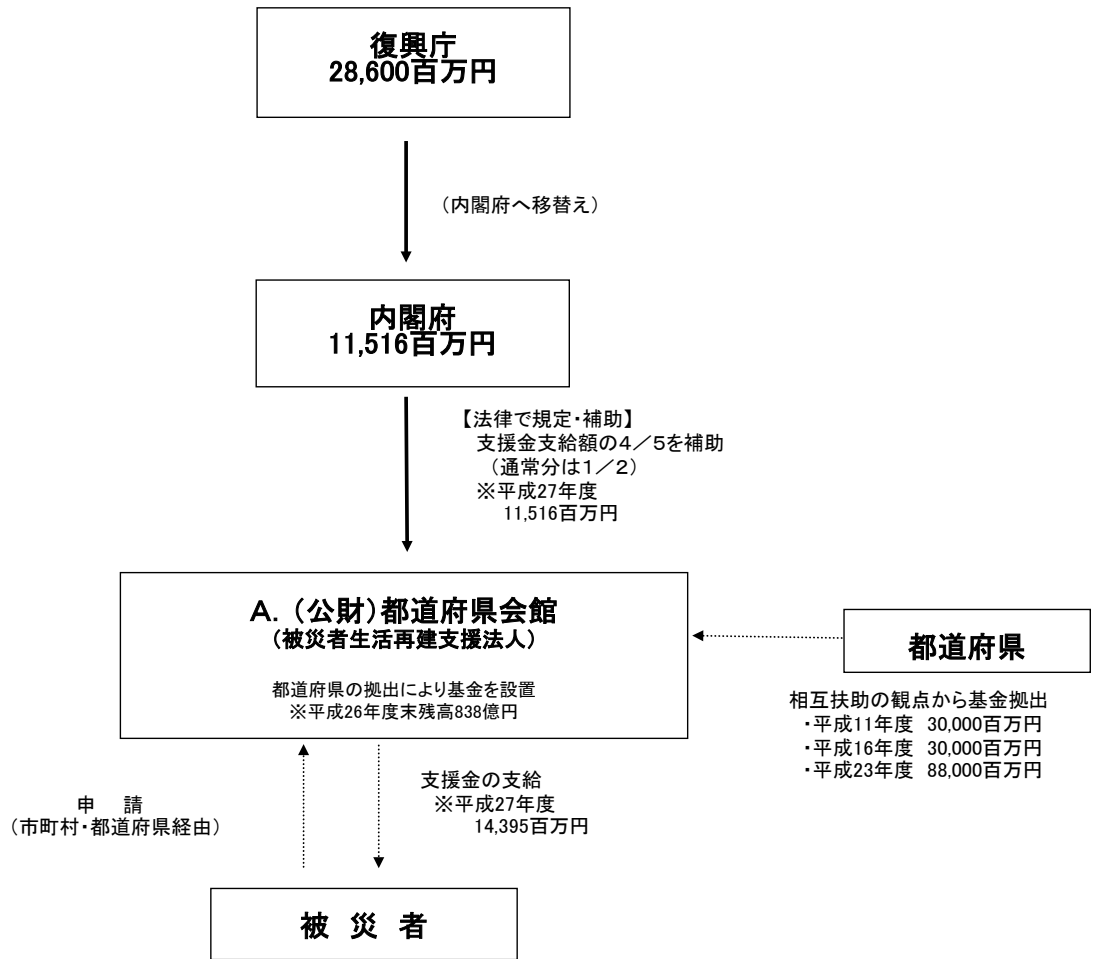 復興庁
28,600百万円
（内閣府へ移替え）
内閣府
11,516百万円
【法律で規定・補助】
支援金支給額の４／５を補助
（通常分は１／２）
※平成27年度
11,516百万円
A.（公財）都道府県会館
（被災者生活再建支援法人）
都道府県の拠出により基金を設置
※平成26年度末残高838億円
都道府県
相互扶助の観点から基金拠出
・平成11年度 30,000百万円
・平成16年度 30,000百万円
・平成23年度 88,000百万円
申　請
（市町村・都道府県経由）
支援金の支給
※平成27年度
14,395百万円
被 災 者